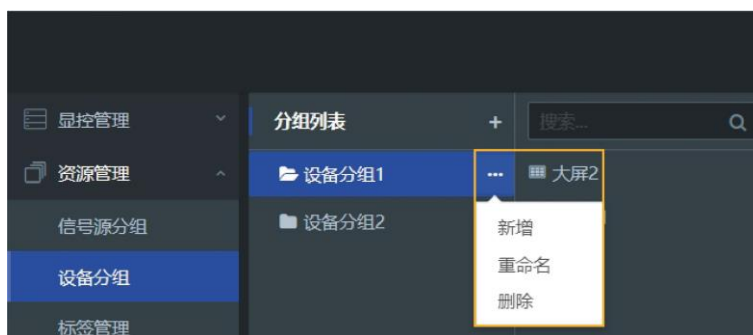 显控管理
资源管理
信号源分组
设备分组
标签管理
分组列表 +
设备分组1 ...
设备分组2
搜索...
大屏2
新增
重命名
删除